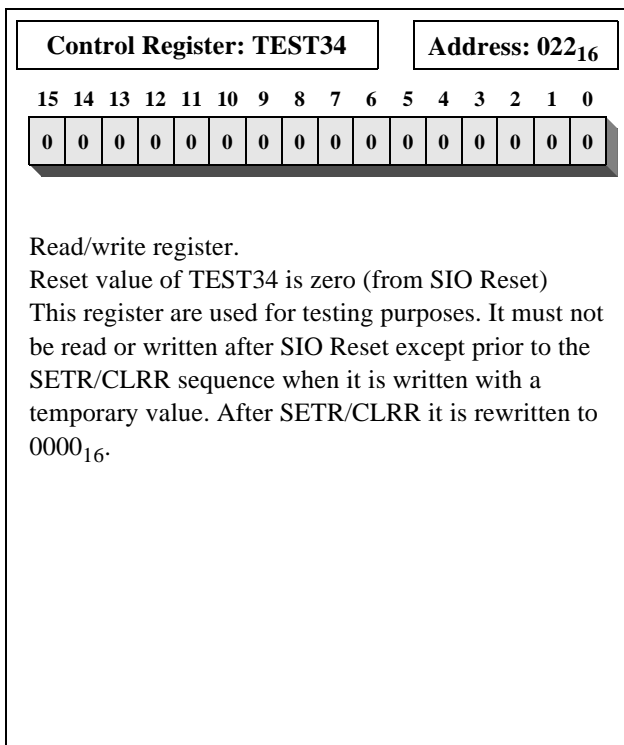 Control Register: TEST34 Address: 022₁₆
15 14 13 12 11 10 9 8 7 6 5 4 3 2 1 0
0 0 0 0 0 0 0 0 0 0 0 0 0 0 0 0
Read/write register.
Reset value of TEST34 is zero (from SIO Reset)
This register are used for testing purposes. It must not
be read or written after SIO Reset except prior to the
SETR/CLRR sequence when it is written with a
temporary value. After SETR/CLRR it is rewritten to
0000₁₆.